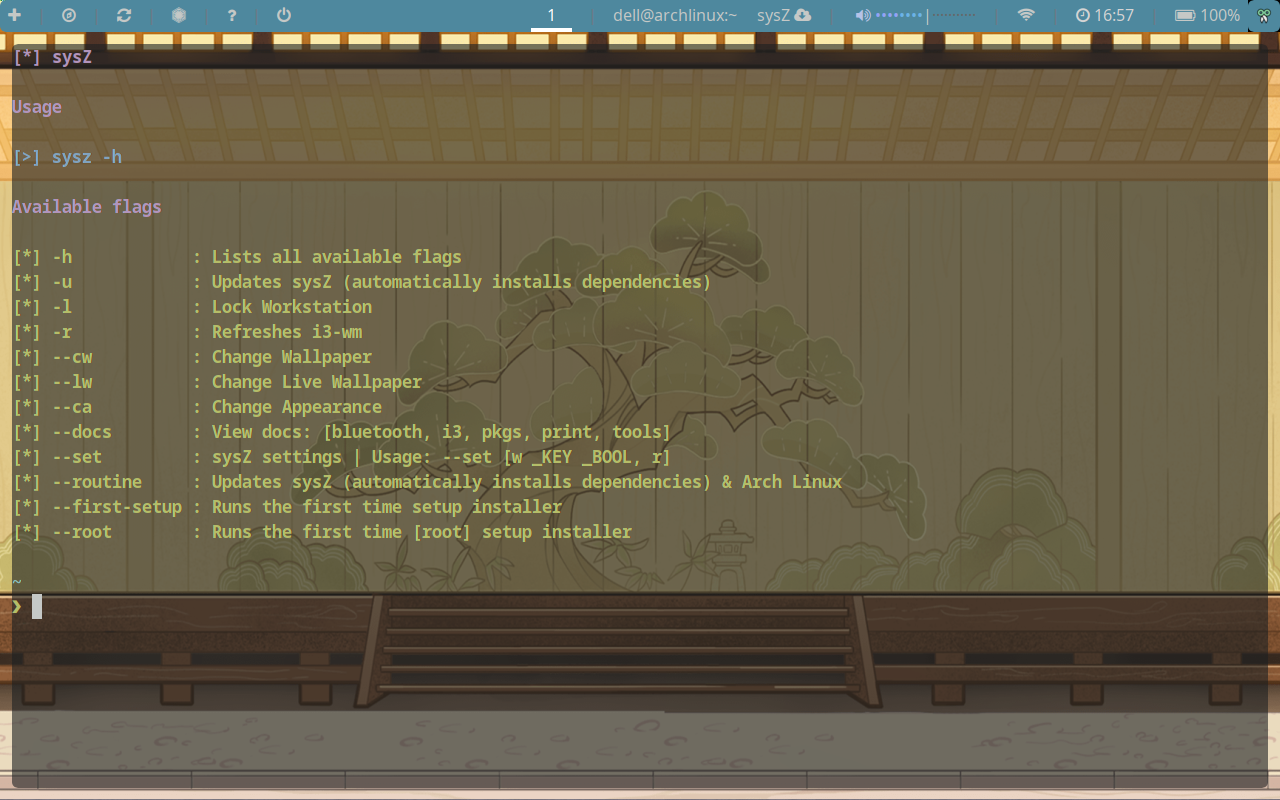 ? 1 dell@archlinux:~ sysZ 16:57 100%
[*] sysZ
Usage
[>] sysz -h
Available flags
[*] -h : Lists all available flags
[*] -u : Updates sysZ (automatically installs dependencies)
[*] -l : Lock Workstation
[*] -r : Refreshes i3-wm
[*] --cw : Change Wallpaper
[*] --lw : Change Live Wallpaper
[*] --ca : Change Appearance
[*] --docs : View docs: [bluetooth, i3, pkgs, print, tools]
[*] --set : sysZ settings | Usage: --set [w _KEY _BOOL, r]
[*] --routine : Updates sysZ (automatically installs dependencies) & Arch Linux
[*] --first-setup : Runs the first time setup installer
[*] --root : Runs the first time [root] setup installer
~
❯